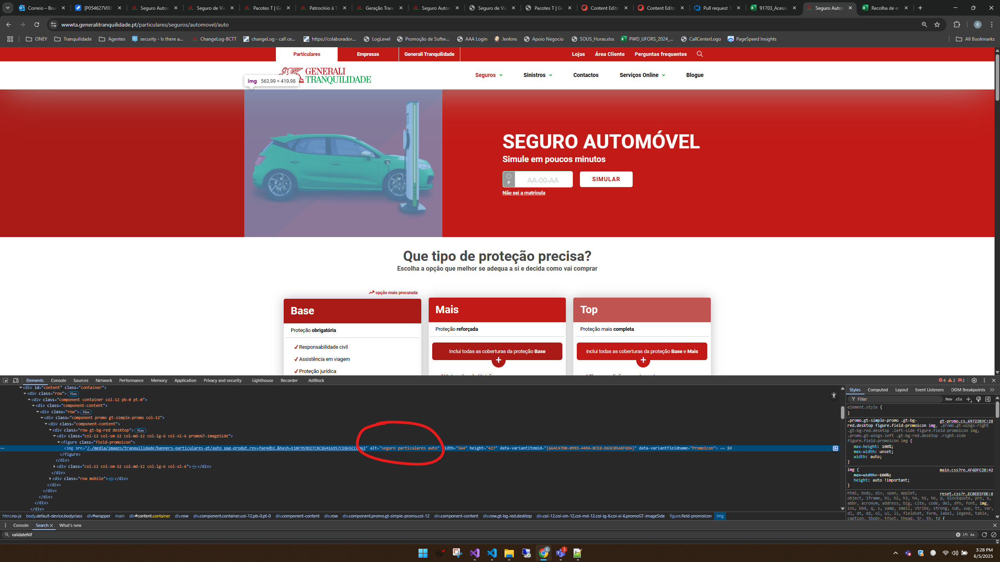 Correio – Brun
[P054627V00-
Seguro Autom
Seguro de Via
Pacotes T | Ge
Patrocínio à Ta
Geração Tranq
Seguro Autom
Seguro de Via
Pacotes T | Ge
Content Edito
Content Edito
Pull request 1
91703_Acessi
Seguro Autom
Recolha de ev
wwwta.generalitranquilidade.pt/particulares/seguros/automovel/auto
B
ONEY
Tranquilidade
Agentes
security - Is there a...
ChangeLog-BCTT
changeLog - call ce...
https://colaborador...
LogLevel
Promoção de Softw...
AAA Login
Jenkins
Apoio Negocio
SOUS_Horas.xlsx
PWD_UFORS_2024_...
CallCenterLogo
PageSpeed Insights
All Bookmarks
Particulares
Empresas
Generali Tranquilidade
Lojas
Área Cliente
Perguntas frequentes
GENERALI
TRANQUILIDADE
Seguros
Sinistros
Contactos
Serviços Online
Blogue
img 563.99 × 419.98
SEGURO AUTOMÓVEL
Simule em poucos minutos
P
AA-00-AA
SIMULAR
Não sei a matrícula
Que tipo de proteção precisa?
Escolha a opção que melhor se adequa a si e decida como vai comprar
opção mais procurada
Base
Proteção obrigatória
Responsabilidade civil
Assistência em viagem
Proteção jurídica
Mais
Proteção reforçada
Inclui todas as coberturas da proteção Base
+
Top
Proteção mais completa
Inclui todas as coberturas da proteção Base e Mais
+
Elements
Console
Sources
Network
Performance
Memory
Application
Privacy and security
Lighthouse
Recorder
AdBlock
4
2
2
<div id="content" class="container">
<div class="row"> flex
<div class="component container col-12 pb-0 pt-0">
<div class="component-content">
<div class="row"> flex
<div class="component promo gt-simple-promo col-12">
<div class="component-content">
<div class="row gt-bg-red desktop"> flex
<div class="col-12 col-sm-12 col-md-12 col-lg-6 col-xl-6 promoGT-imageSide">
<figure class="field-promoicon">
<img src="/-/media/images/tranquilidade/banners-particulares-gt/auto pag-produt…rev=fae4db2…&hash=E10F959D27CBC86416957CEBA5CC 63" alt="seguro particulares auto" idth="564" height="427" data-variantitemid="{664C47D0-0993-449A-BCE8-D65C05A8FEDA}" data-variantfieldname="PromoIcon"> == $0
</figure>
</div>
<div class="col-12 col-sm-12 col-md-12 col-lg-6 col-xl-6"> … </div>
</div>
<div class="row mobile"> … </div>
</div>
</div>
</div>
</div>
</div>
Styles
Computed
Layout
Event Listeners
DOM Breakpoints
Filter
:hov .cls
element.style {
}
.promo.gt-simple-promo .gt-bg- gt-promo.cs…69722B3C:28
red.desktop figure.field-promoicon img, .promo.gt-wings-right
.gt-bg-red.desktop .left-side figure.field-promoicon img,
.promo.gt-wings-left .gt-bg-red.desktop .right-side
figure.field-promoicon img {
max-height: 100%;
max-width: unset;
width: auto;
}
img { main.css?re…AF6DFC2B:42
max-width: 100%;
height: auto !important;
}
html, body, div, span, applet, reset.css?r…EC0ED3FDE:8
object, iframe, h1, h2, h3, h4, h5, h6, p, blockquote, pre, a,
abbr, acronym, address, big, cite, code, del, dfn, font, img,
ins, kbd, q, s, samp, small, strike, strong, sub, sup, tt, var,
dl, dt, dd, ol, ul, li, fieldset, form, label, legend, table,
caption, tbody, tfoot, thead, tr, th, td {
html.no-js
body.default-device.bodyclass
div#wrapper
main
div#content.container
div.row
div.component.container.col-12.pb-0.pt-0
div.component-content
div.row
div.component.promo.gt-simple-promo.col-12
div.component-content
div.row.gt-bg-red.desktop
div.col-12.col-sm-12.col-md-12.col-lg-6.col-xl-6.promoGT-imageSide
figure.field-promoicon
img
Console
Search
What's new
validateNif
Aa
3
3:28 PM
6/5/2025